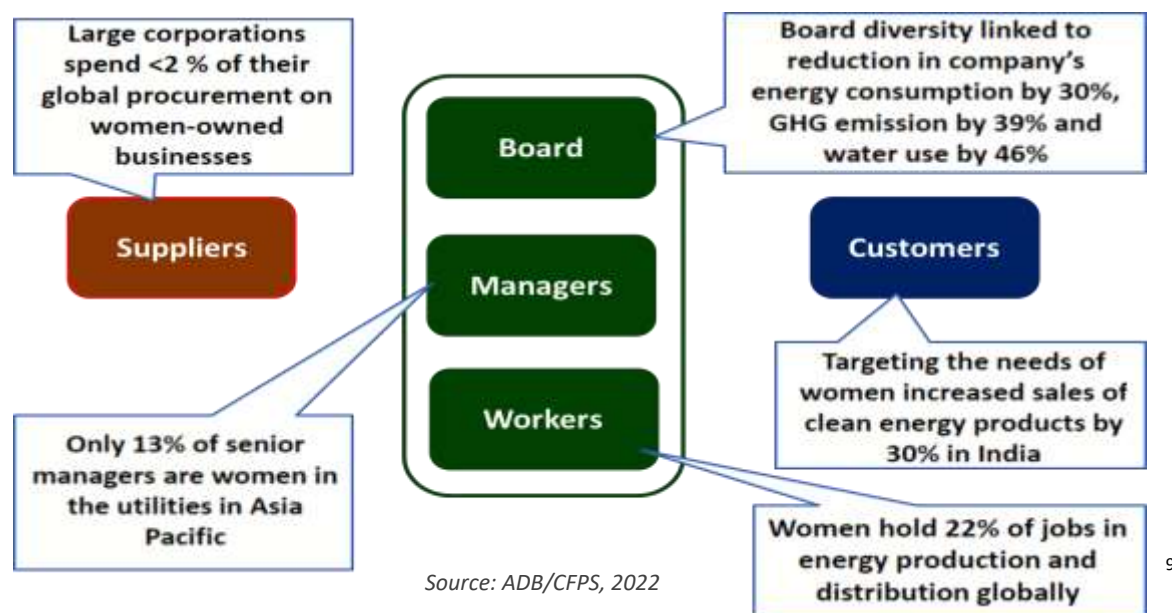 Large corporations
spend <2 % of their
global procurement on
women-owned
businesses
Board diversity linked to
reduction in company's
energy consumption by 30%,
GHG emission by 39% and
water use by 46%
Board
Suppliers
Managers
Customers
Workers
Only 13% of senior
managers are women in
the utilities in Asia
Pacific
Targeting the needs of
women increased sales of
clean energy products by
30% in India
Women hold 22% of jobs in
energy production and
distribution globally
Source: ADB/CFPS, 2022
9